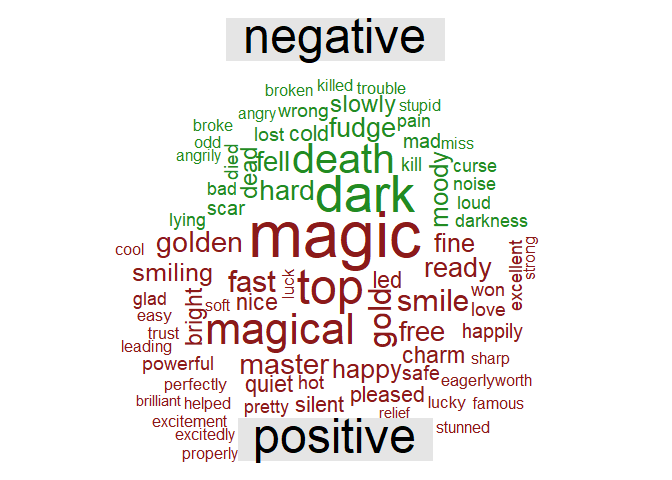 negative
broken killed trouble
angry wrong slowly stupid
broke lost cold fudge pain
odd mad miss
angrily died dead fell death kill curse
bad hard dark moody noise
scar loud
lying magic darkness
cool golden fine excellent strong
smiling fast luck top led ready
glad bright soft nice gold smile won
easy love
trust magical free happily
leading
powerful master happy safe charm sharp
perfectly quiet hot eagerly worth
brilliant helped pretty silent pleased lucky famous
excitement relief
excitedly positive stunned
properly